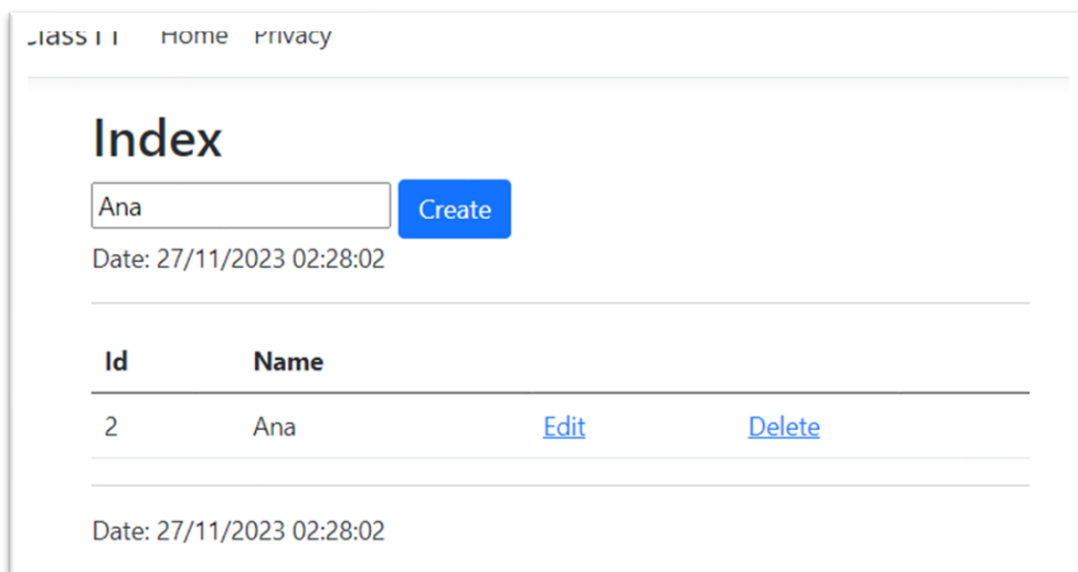 Home Privacy
Index
Ana Create
Date: 27/11/2023 02:28:02
Id Name
2 Ana Edit Delete
Date: 27/11/2023 02:28:02